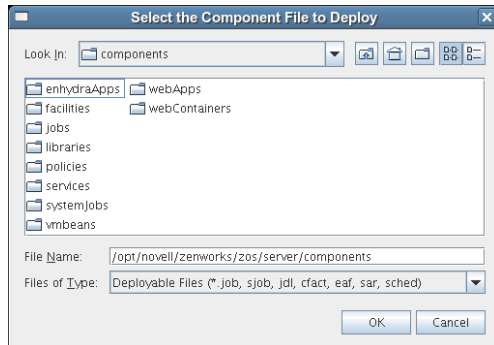 Select the Component File to Deploy
Look In: components
enhydraApps webApps
facilities webContainers
jobs
libraries
policies
services
systemJobs
vmbeans
File Name: /opt/novell/zenworks/zos/server/components
Files of Type: Deployable Files (*.job, sjob, jdl, cfact, eaf, sar, sched)
OK Cancel